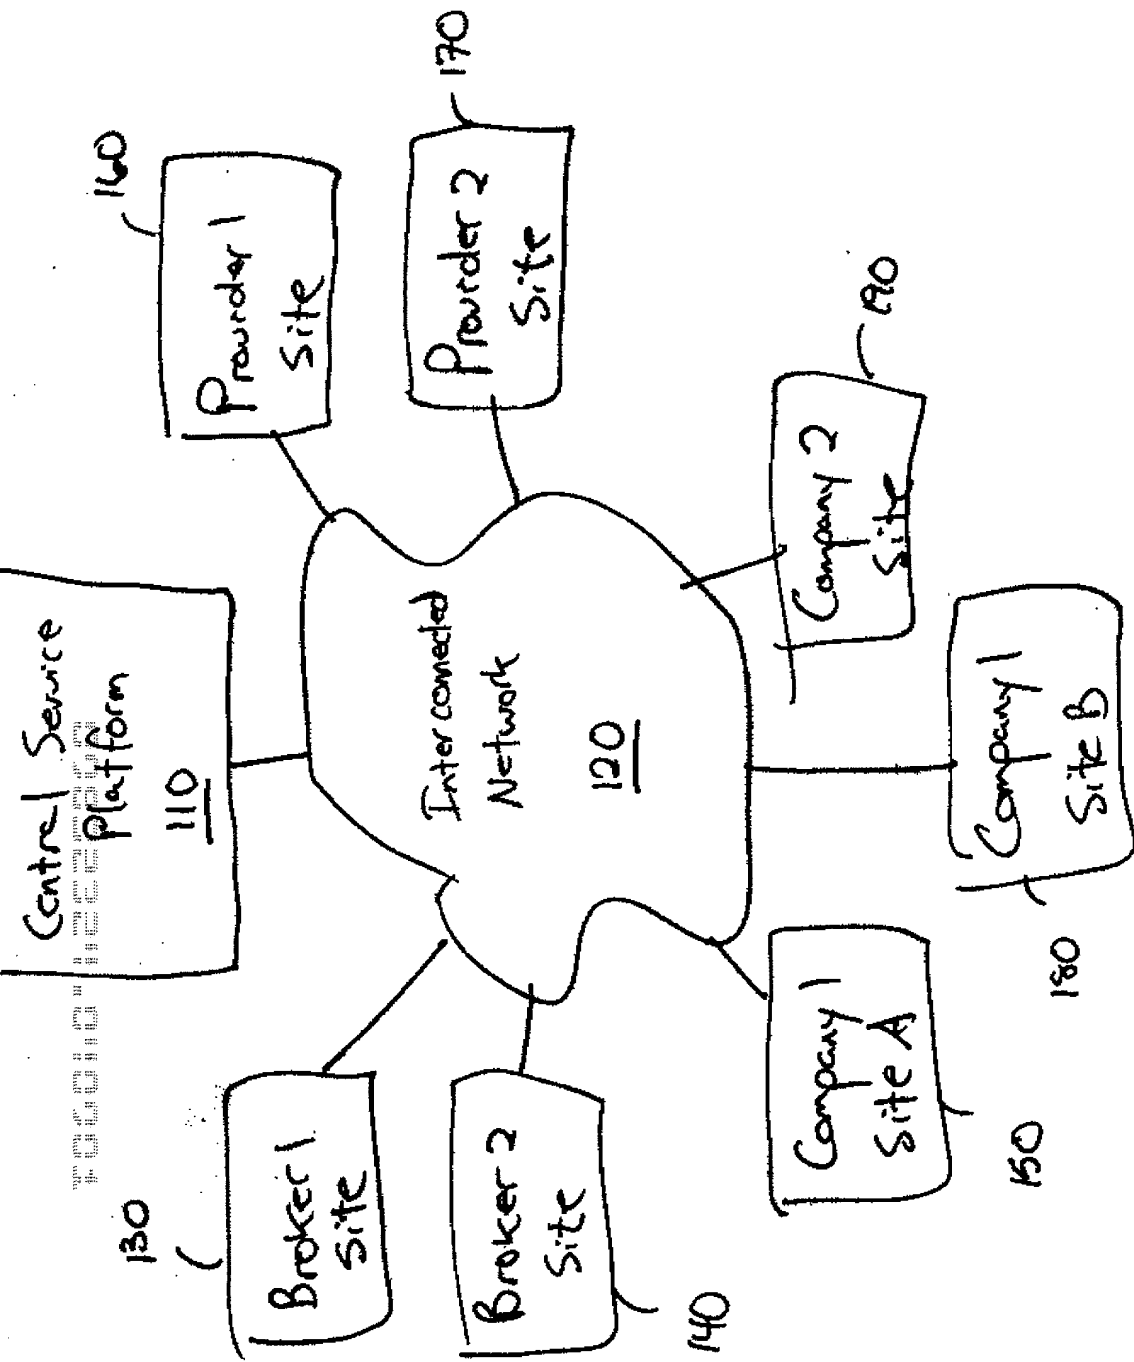 Central Service
Platform
110
160
Provider 1
Site
170
Provider 2
Site
130
Broker 1
Site
Interconnected
Network
120
190
Company 2
Site
Broker 2
Site
140
Company 1
Site A
150
Company 1
Site B
180